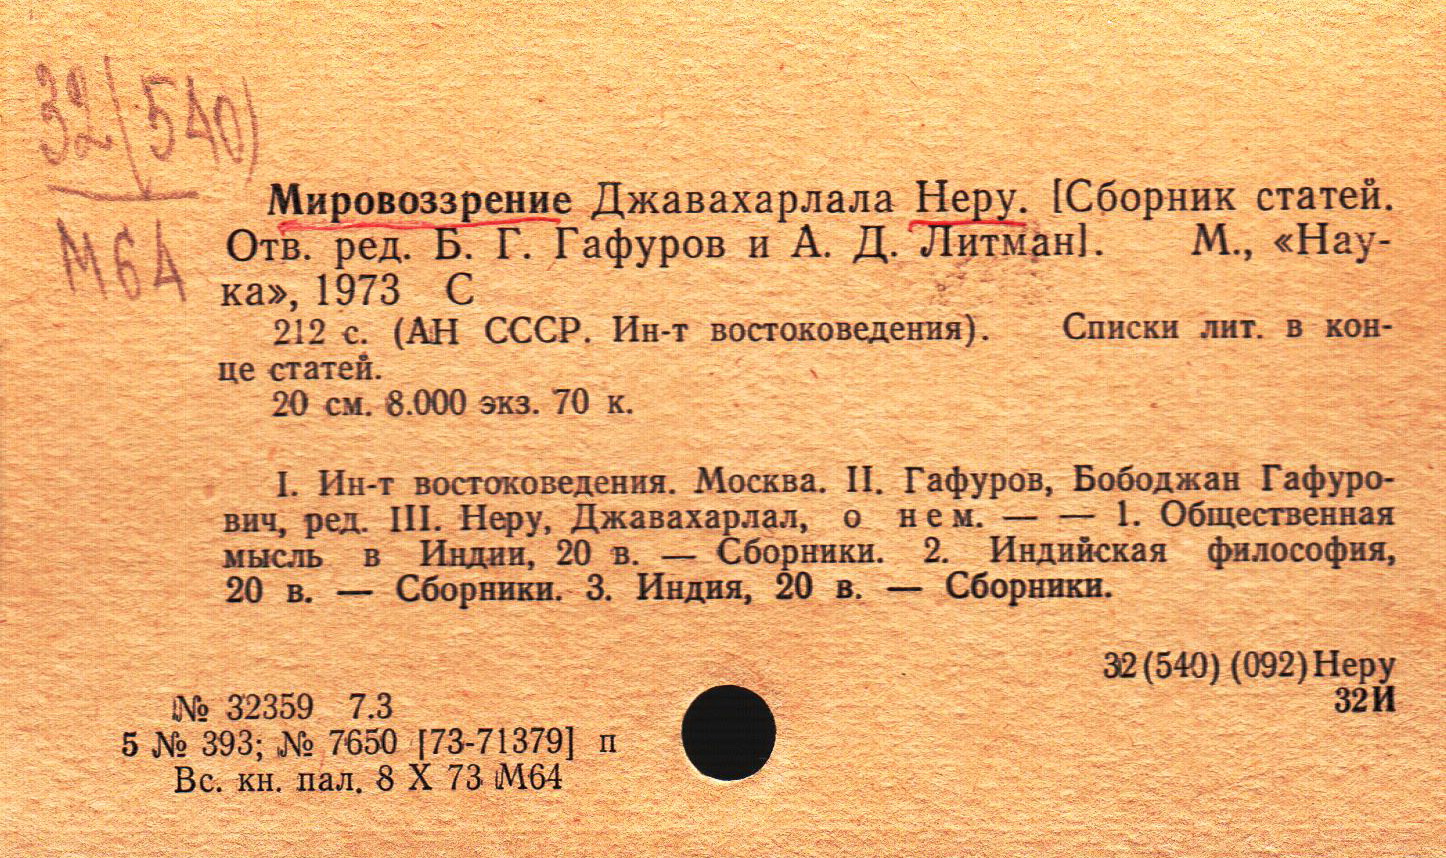 32(540)
М64
Мировоззрение Джавахарлала Неру. [Сборник статей.
Отв. ред. Б. Г. Гафуров и А. Д. Литман]. М., «Нау-
ка», 1973 С
212 с. (АН СССР. Ин-т востоковедения). Списки лит. в кон-
це статей.
20 см. 8.000 экз. 70 к.
I. Ин-т востоковедения. Москва. II. Гафуров, Бободжан Гафуро-
вич, ред. III. Неру, Джавахарлал, о нем. — — 1. Общественная
мысль в Индии, 20 в. — Сборники. 2. Индийская философия,
20 в. — Сборники. 3. Индия, 20 в. — Сборники.
32(540) (092) Неру
32И
№ 32359 7.3
5 № 393; № 7650 [73-71379] п
Вс. кн. пал. 8 X 73 М64